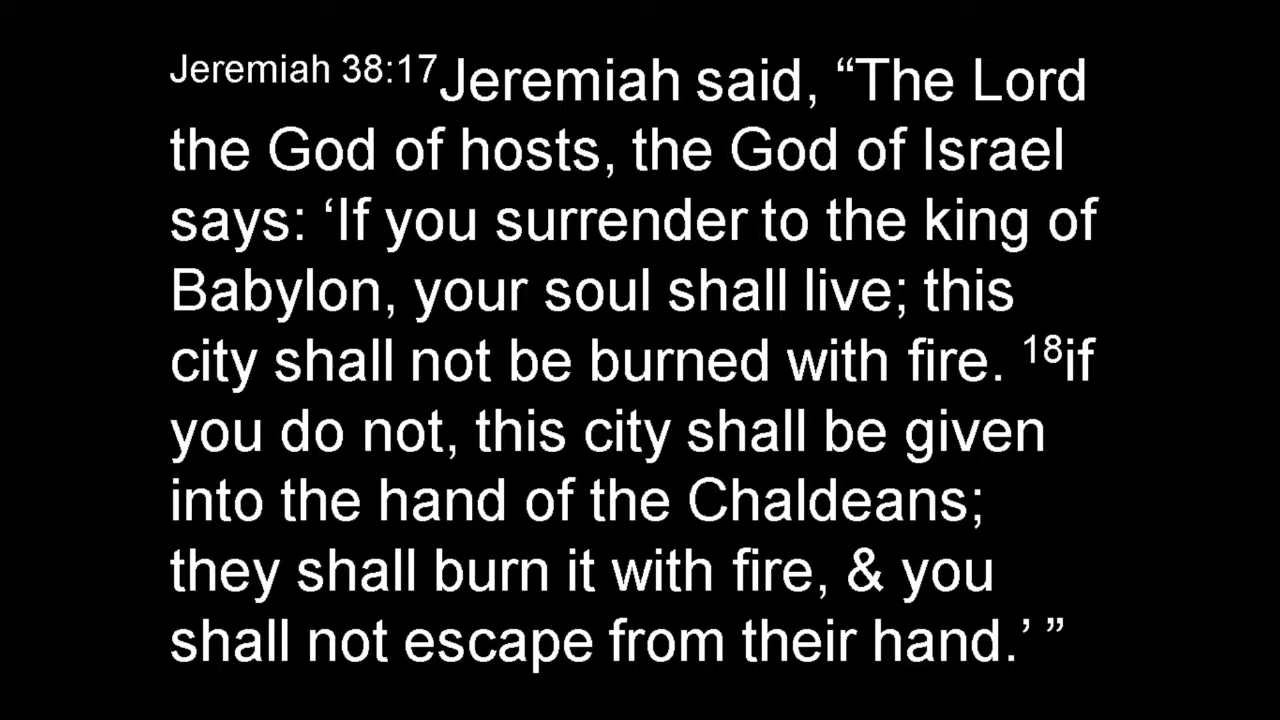 Jeremiah 38:17Jeremiah said, “The Lord
the God of hosts, the God of Israel
says: ‘If you surrender to the king of
Babylon, your soul shall live; this
city shall not be burned with fire. 18if
you do not, this city shall be given
into the hand of the Chaldeans;
they shall burn it with fire, & you
shall not escape from their hand.’ ”